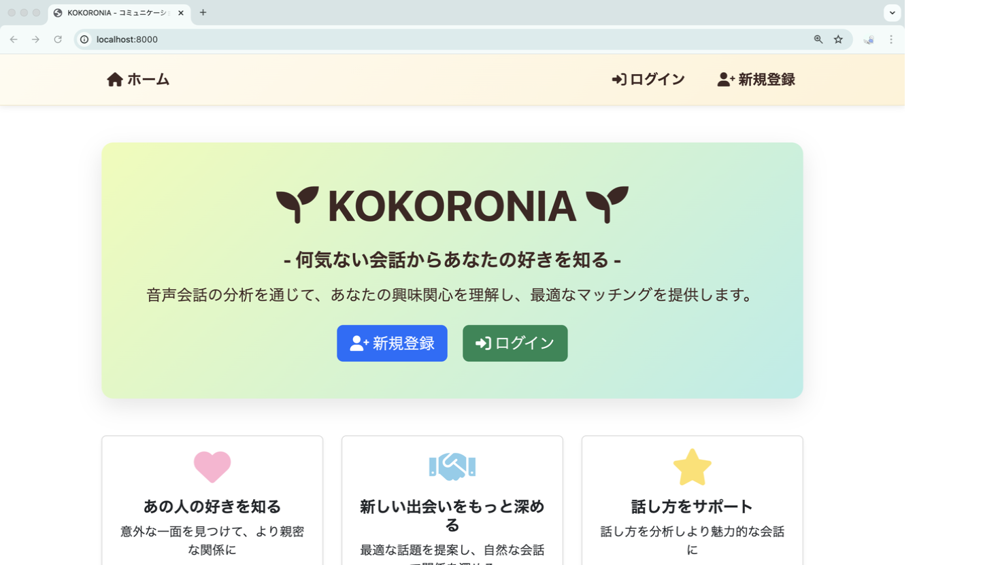 KOKORONIA - コミュニケーシ
localhost:8000
ホーム
ログイン
新規登録
KOKORONIA
- 何気ない会話からあなたの好きを知る -
音声会話の分析を通じて、あなたの興味関心を理解し、最適なマッチングを提供します。
新規登録
ログイン
あの人の好きを知る
意外な一面を見つけて、より親密
な関係に
新しい出会いをもっと深め
る
最適な話題を提案し、自然な会話
話し方をサポート
話し方を分析しより魅力的な会話
に